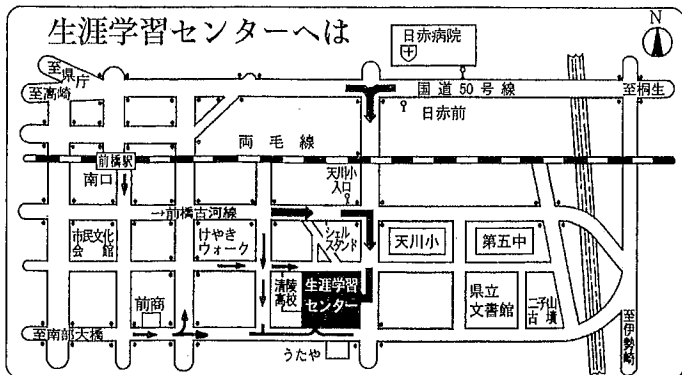 生涯学習センターへは
N
日赤病院
至県庁
至高崎
国道50号線
至桐生
日赤前
両毛線
前橋駅
南口
天川小
入口
→前橋古河線
市民文化
会館
けやき
ウォーク
シェル
スタンド
天川小
第五中
清陵
高校
生涯学習
センター
県立
文書館
二子山
古墳
前商
至南部大橋
うたや
至伊勢崎